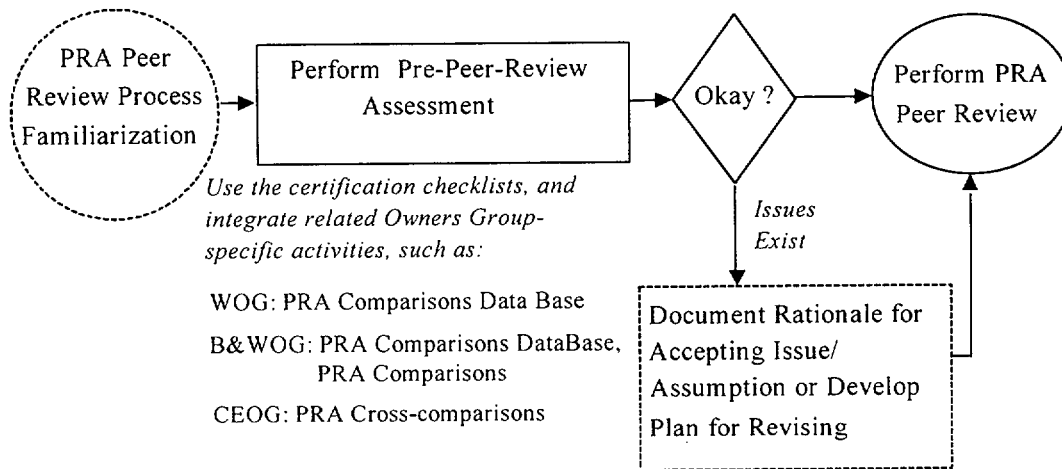 PRA Peer
Review Process
Familiarization
Perform Pre-Peer-Review
Assessment
Okay ?
Perform PRA
Peer Review
Use the certification checklists, and
integrate related Owners Group-
specific activities, such as:
WOG: PRA Comparisons Data Base
B&WOG: PRA Comparisons DataBase,
PRA Comparisons
CEOG: PRA Cross-comparisons
Issues
Exist
Document Rationale for
Accepting Issue/
Assumption or Develop
Plan for Revising